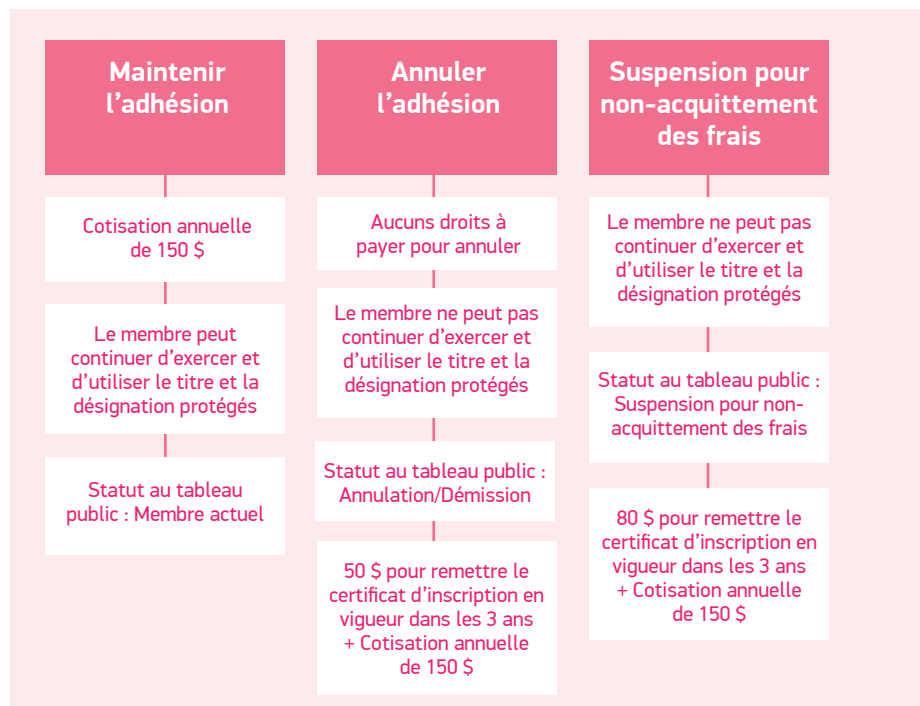 Maintenir
l’adhésion
Cotisation annuelle
de 150 $
Le membre peut
continuer d’exercer et
d’utiliser le titre et la
désignation protégés
Statut au tableau
public : Membre actuel
Annuler
l’adhésion
Aucuns droits à
payer pour annuler
Le membre ne peut pas
continuer d’exercer et
d’utiliser le titre et la
désignation protégés
Statut au tableau public :
Annulation/Démission
50 $ pour remettre le
certificat d’inscription en
vigueur dans les 3 ans
+ Cotisation annuelle
de 150 $
Suspension pour
non-acquittement
des frais
Le membre ne peut pas
continuer d’exercer et
d’utiliser le titre et la
désignation protégés
Statut au tableau public :
Suspension pour non-
acquittement des frais
80 $ pour remettre le
certificat d’inscription en
vigueur dans les 3 ans
+ Cotisation annuelle
de 150 $